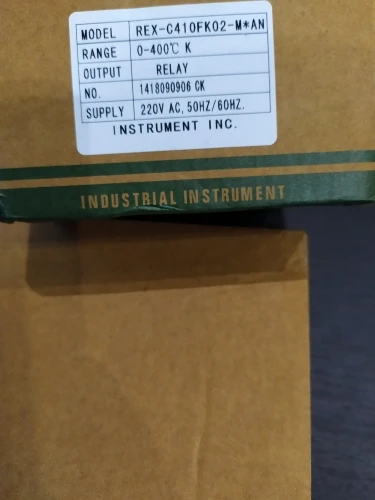 MODEL REX-C410FK02-M*AN
RANGE 0-400℃ K
OUTPUT RELAY
NO. 1418090906 CK
SUPPLY 220V AC, 50HZ/60HZ.
INSTRUMENT INC.
INDUSTRIAL INSTRUMENT